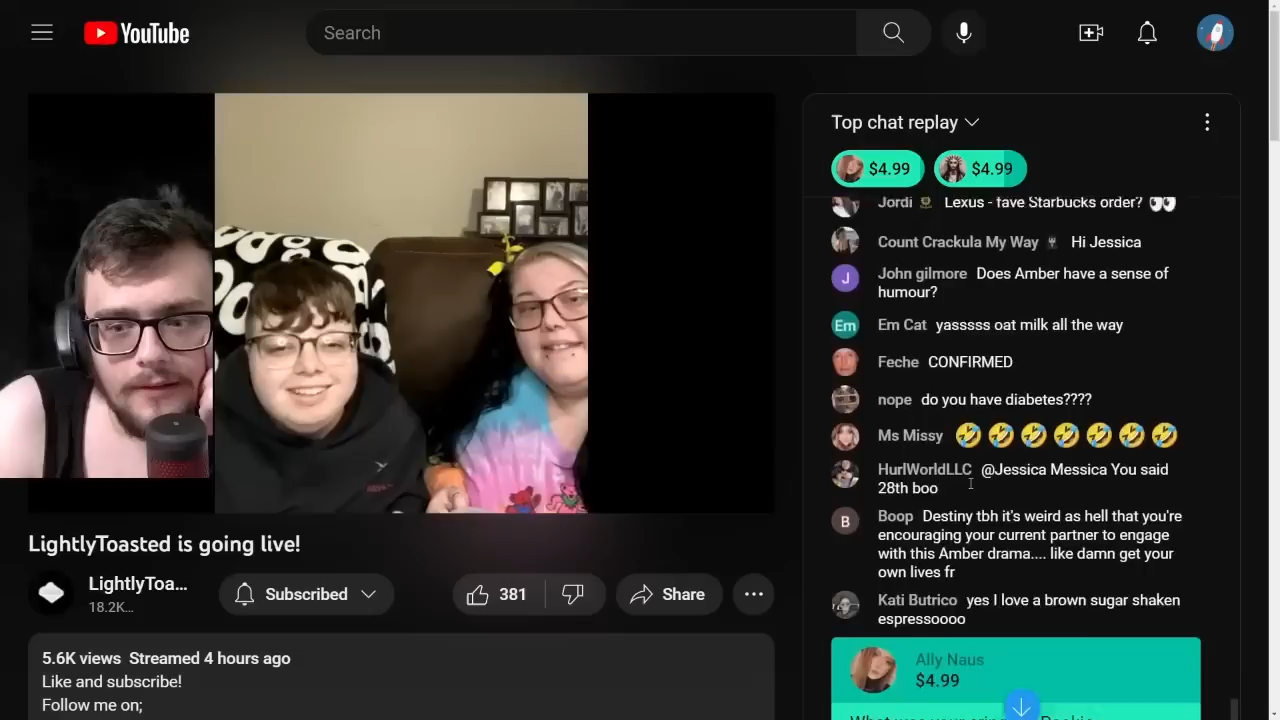 YouTube
Search
Top chat replay
$4.99 $4.99
Jordi Lexus - fave Starbucks order? 👀
Count Crackula My Way Hi Jessica
J John gilmore Does Amber have a sense of
humour?
Em Em Cat yasssss oat milk all the way
Feche CONFIRMED
nope do you have diabetes????
Ms Missy 🤣🤣🤣🤣🤣🤣🤣
HurlWorldLLC @Jessica Messica You said
28th boo
B Boop Destiny tbh it's weird as hell that you're
encouraging your current partner to engage
with this Amber drama.... like damn get your
own lives fr
Kati Butrico yes I love a brown sugar shaken
espressoooo
Ally Naus
$4.99
LightlyToasted is going live!
LightlyToa...
18.2K...
Subscribed
381
Share
5.6K views Streamed 4 hours ago
Like and subscribe!
Follow me on;